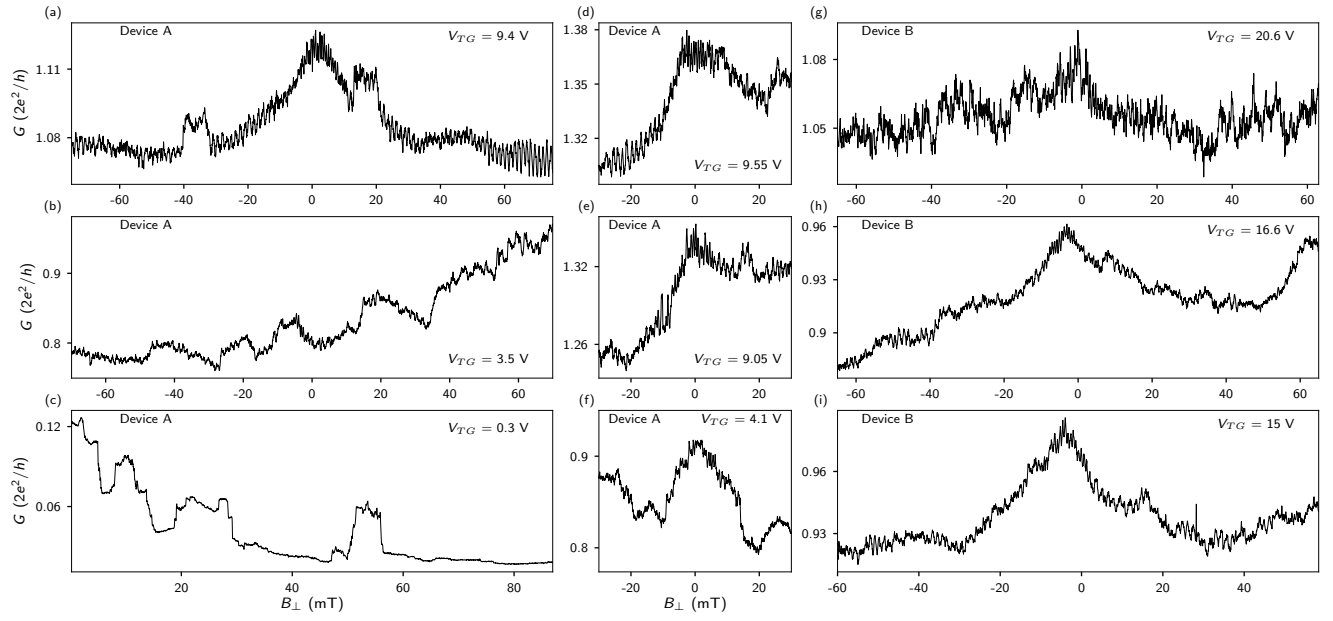 (a)
Device A
V_TG = 9.4 V
G (2e²/h)
1.11
1.08
-60 -40 -20 0 20 40 60
(b)
Device A
V_TG = 3.5 V
G (2e²/h)
0.9
0.8
-60 -40 -20 0 20 40 60
(c)
Device A
V_TG = 0.3 V
G (2e²/h)
0.12
0.06
20 40 60 80
B⊥ (mT)
(d)
Device A
V_TG = 9.55 V
1.38
1.35
1.32
-20 0 20
(e)
Device A
V_TG = 9.05 V
1.32
1.26
-20 0 20
(f)
Device A
V_TG = 4.1 V
0.9
0.8
-20 0 20
B⊥ (mT)
(g)
Device B
V_TG = 20.6 V
1.08
1.05
-60 -40 -20 0 20 40 60
(h)
Device B
V_TG = 16.6 V
0.96
0.93
0.9
-60 -40 -20 0 20 40 60
(i)
Device B
V_TG = 15 V
0.96
0.93
-60 -40 -20 0 20 40